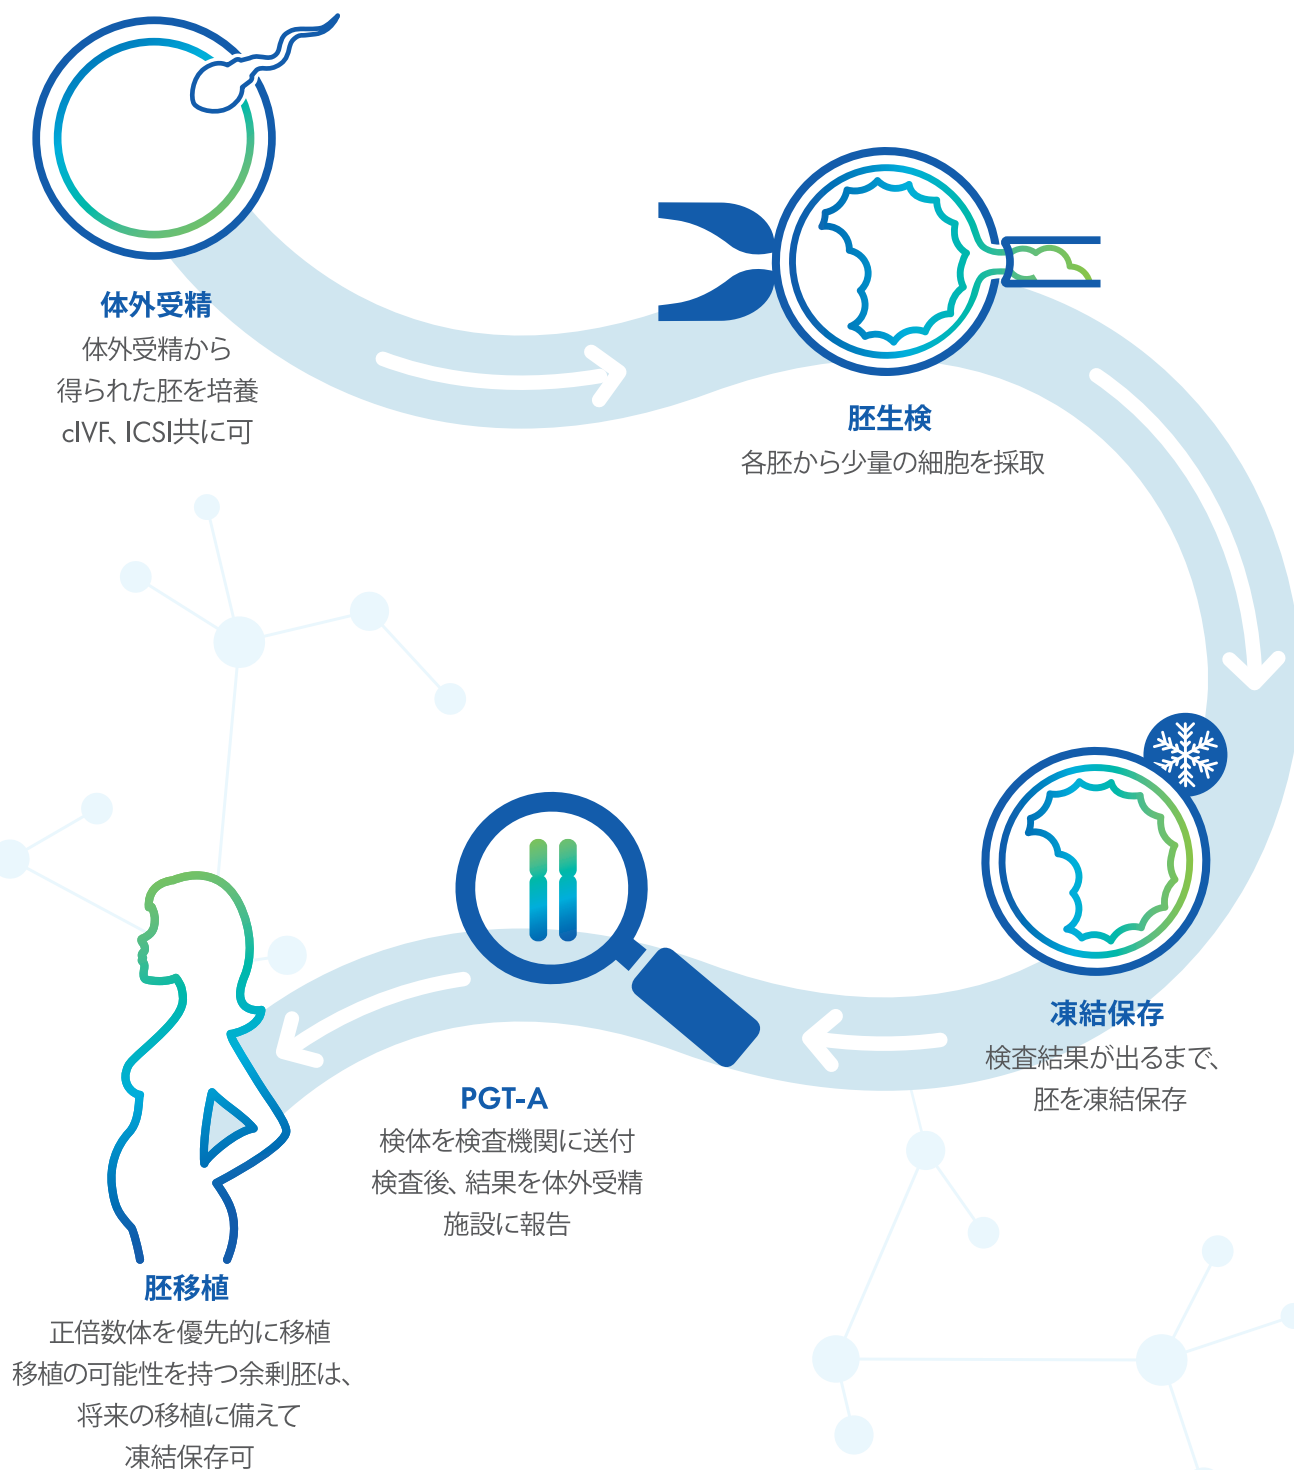 体外受精
体外受精から
得られた胚を培養
cIVF、ICSI共に可
胚生検
各胚から少量の細胞を採取
凍結保存
検査結果が出るまで、
胚を凍結保存
PGT-A
検体を検査機関に送付
検査後、結果を体外受精
施設に報告
胚移植
正倍数体を優先的に移植
移植の可能性を持つ余剰胚は、
将来の移植に備えて
凍結保存可